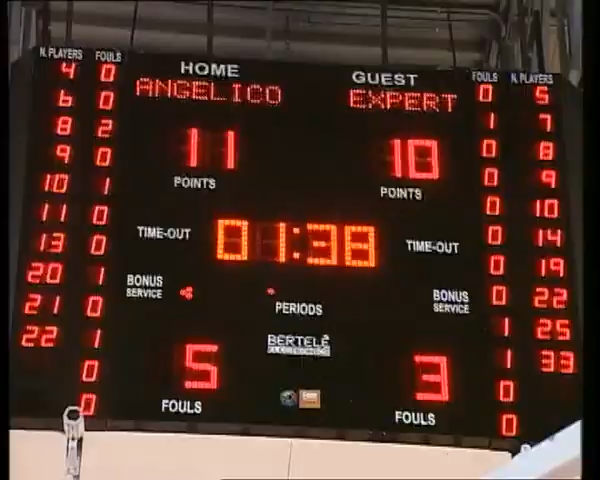 N. PLAYERS FOULS HOME GUEST FOULS N. PLAYERS
4 0 ANGELICO EXPERT 0 5
6 0 1 7
8 2 11 10 0 8
9 0 0 9
10 1 POINTS POINTS 0 10
11 0 TIME-OUT 01:38 TIME-OUT 0 14
13 0 0 19
20 1 BONUS SERVICE PERIODS BONUS SERVICE 0 22
21 0 1 25
22 1 BERTELÈ ELECTRONICS 1 33
0 5 3 0
0 FOULS FOULS 0